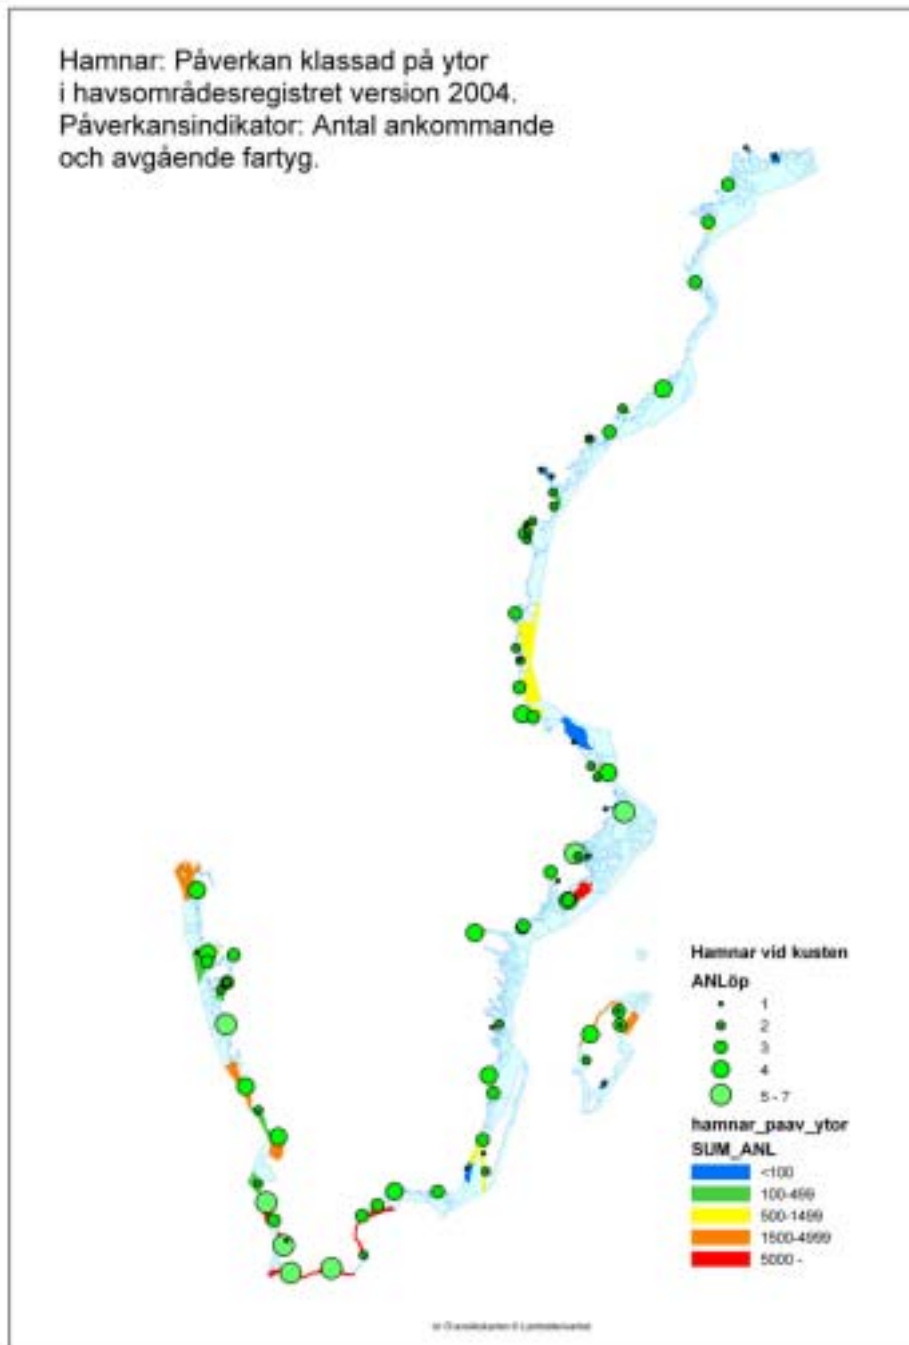 Hamnar: Påverkan klassad på ytor
i havsområdesregistret version 2004.
Påverkansindikator: Antal ankommande
och avgående fartyg.
Hamnar vid kusten
ANLöp
1
2
3
4
5 - 7
hamnar_paav_ytor
SUM_ANL
<100
100-499
500-1499
1500-4999
5000 -